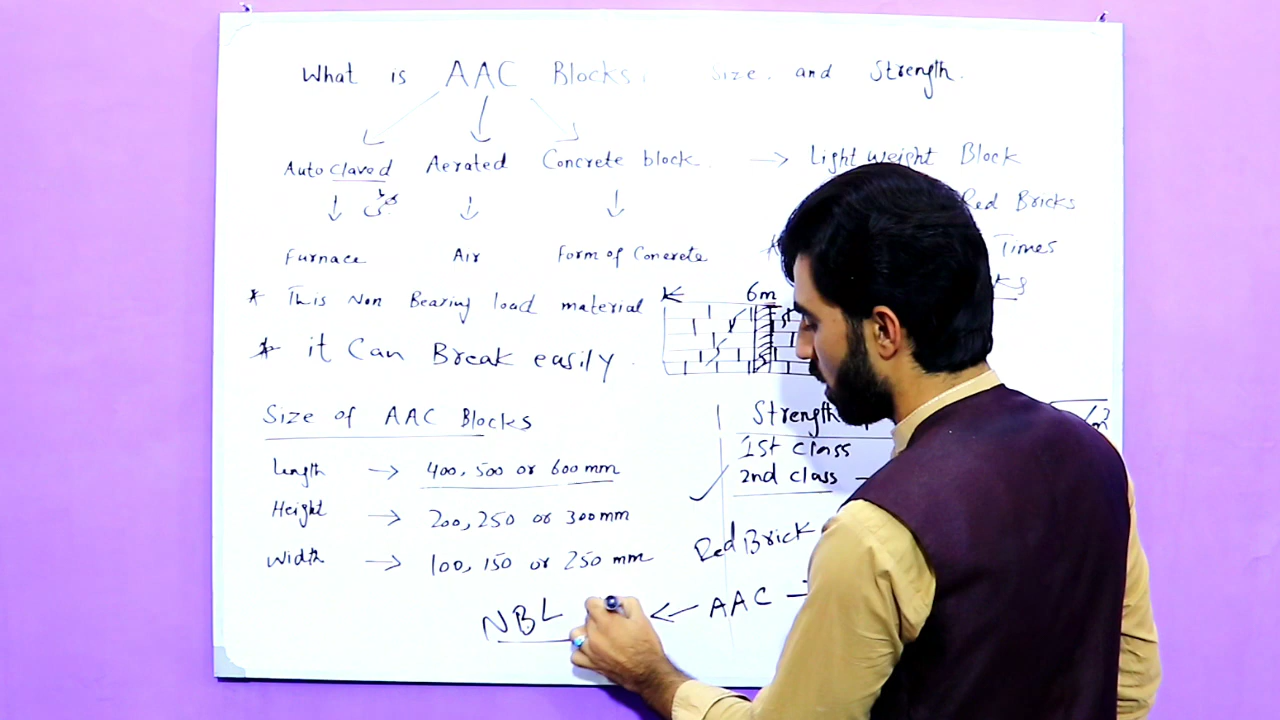 What is AAC Blocks. Size. and Strength.
Autoclaved Aerated Concrete block. → Light weight Block
Red Bricks
↓ ↓ ↓
Furnace Air Form of Concrete
Times
* This Non Bearing load material
6m
* it Can Break easily.
Size of AAC Blocks
Length → 400, 500 or 600 mm
Height → 200, 250 or 300 mm
Width → 100, 150 or 250 mm
Strength
1st class
2nd class
Red Brick
NBL ← AAC